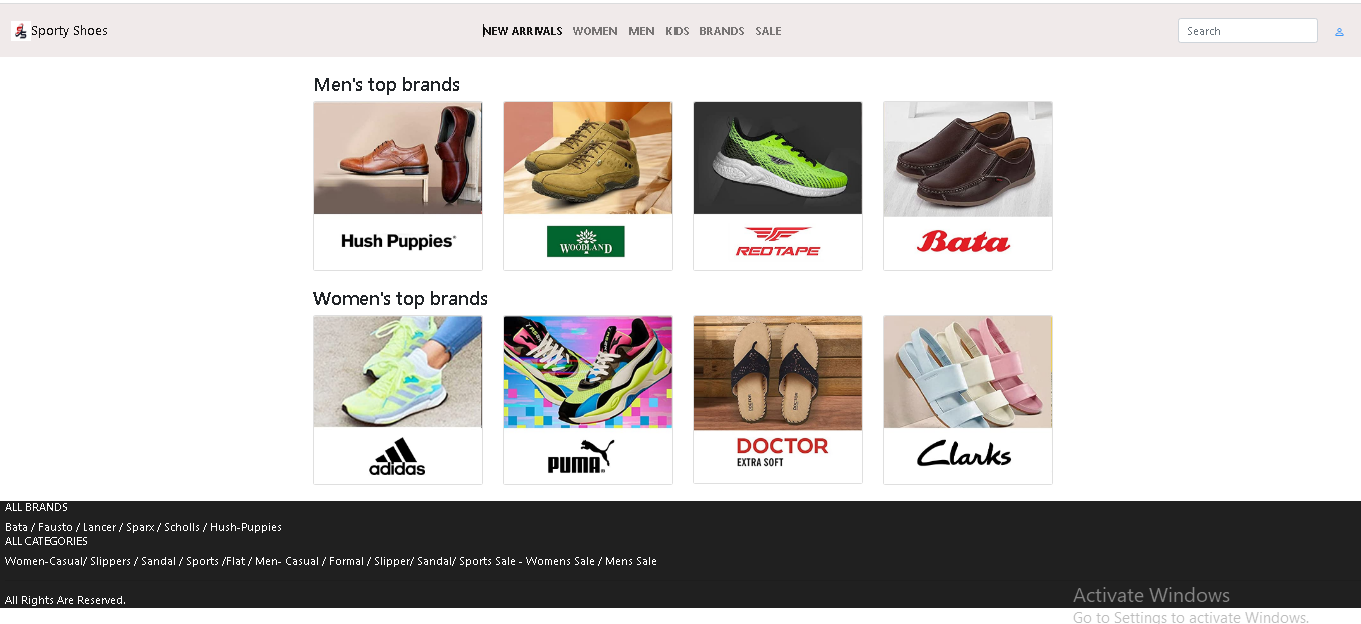 Sporty Shoes
NEW ARRIVALS WOMEN MEN KIDS BRANDS SALE
Search
Men's top brands
Hush Puppies
WOODLAND
REDTAPE
Bata
Women's top brands
adidas
PUMA
DOCTOR
EXTRA SOFT
Clarks
ALL BRANDS
Bata / Fausto / Lancer / Sparx / Scholls / Hush-Puppies
ALL CATEGORIES
Women-Casual/ Slippers / Sandal / Sports /Flat / Men- Casual / Formal / Slipper/ Sandal/ Sports Sale - Womens Sale / Mens Sale
All Rights Are Reserved.
Activate Windows
Go to Settings to activate Windows.